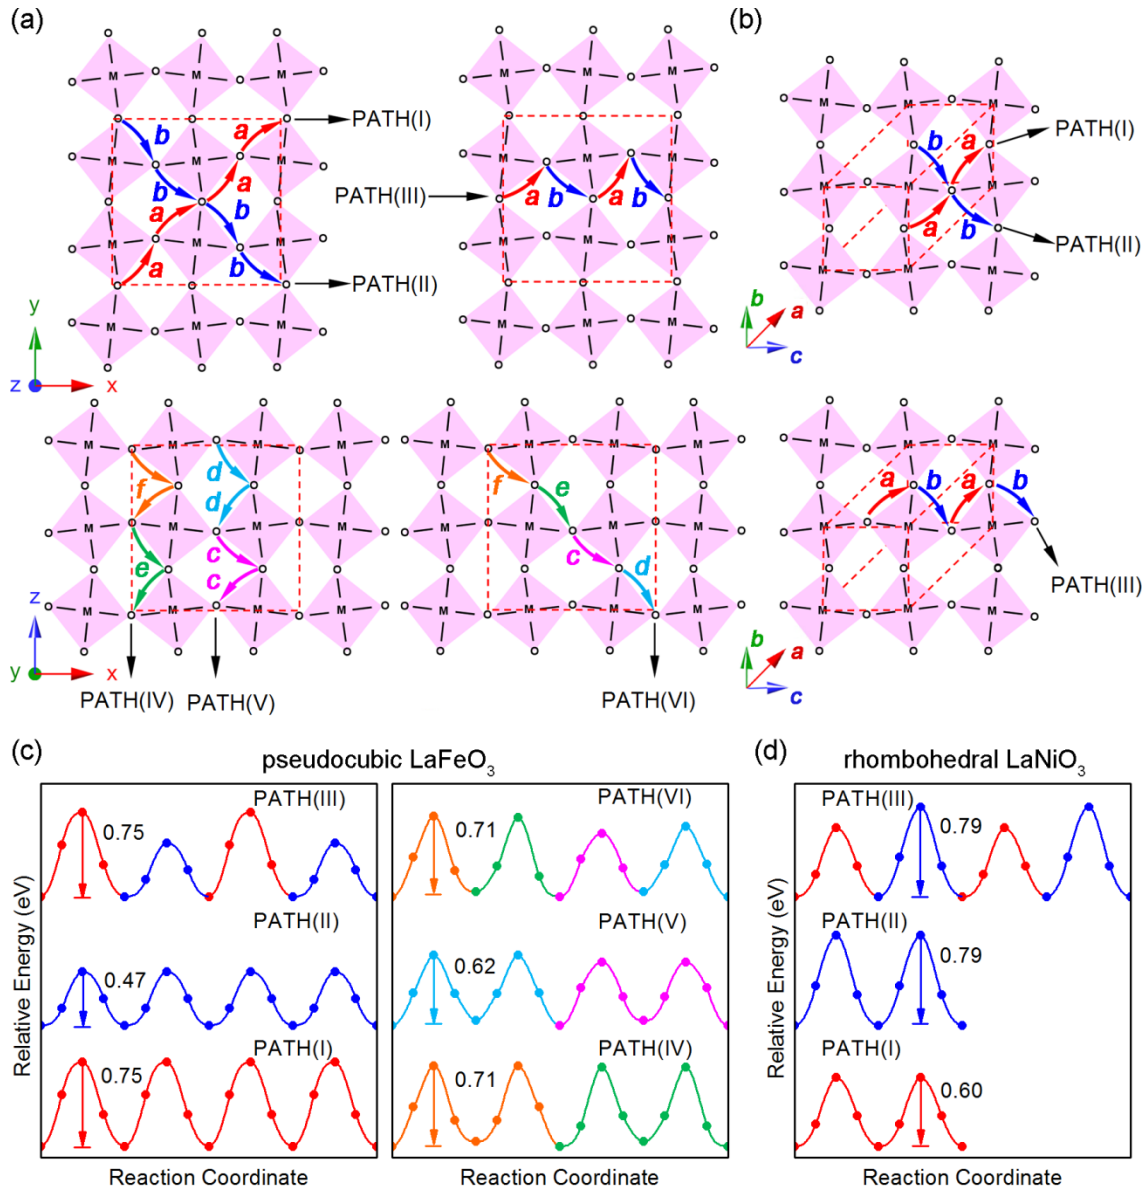 (a)
(b)
M M M
b a
PATH(I)
b a
M M M
a b
a b
M M M
PATH(II)
M M M
y
z x
M M M
M M M
PATH(III)
a b a b
M M M
M M M
M M M
b
PATH(I)
a
M
a b
PATH(II)
M M M
b
a
c
M M M M
f d
d
M M M M
e c
c
M M M M
z
y x
PATH(IV) PATH(V)
M M M M
f e
M M M M
c d
M M M M
PATH(VI)
M M M
a b a b
M M M
PATH(III)
M M M
b
a
c
(c)
pseudocubic LaFeO3
PATH(III)
0.75
PATH(II)
0.47
PATH(I)
0.75
PATH(VI)
0.71
PATH(V)
0.62
PATH(IV)
0.71
Relative Energy (eV)
Reaction Coordinate
Reaction Coordinate
(d)
rhombohedral LaNiO3
PATH(III)
0.79
PATH(II)
0.79
PATH(I)
0.60
Relative Energy (eV)
Reaction Coordinate